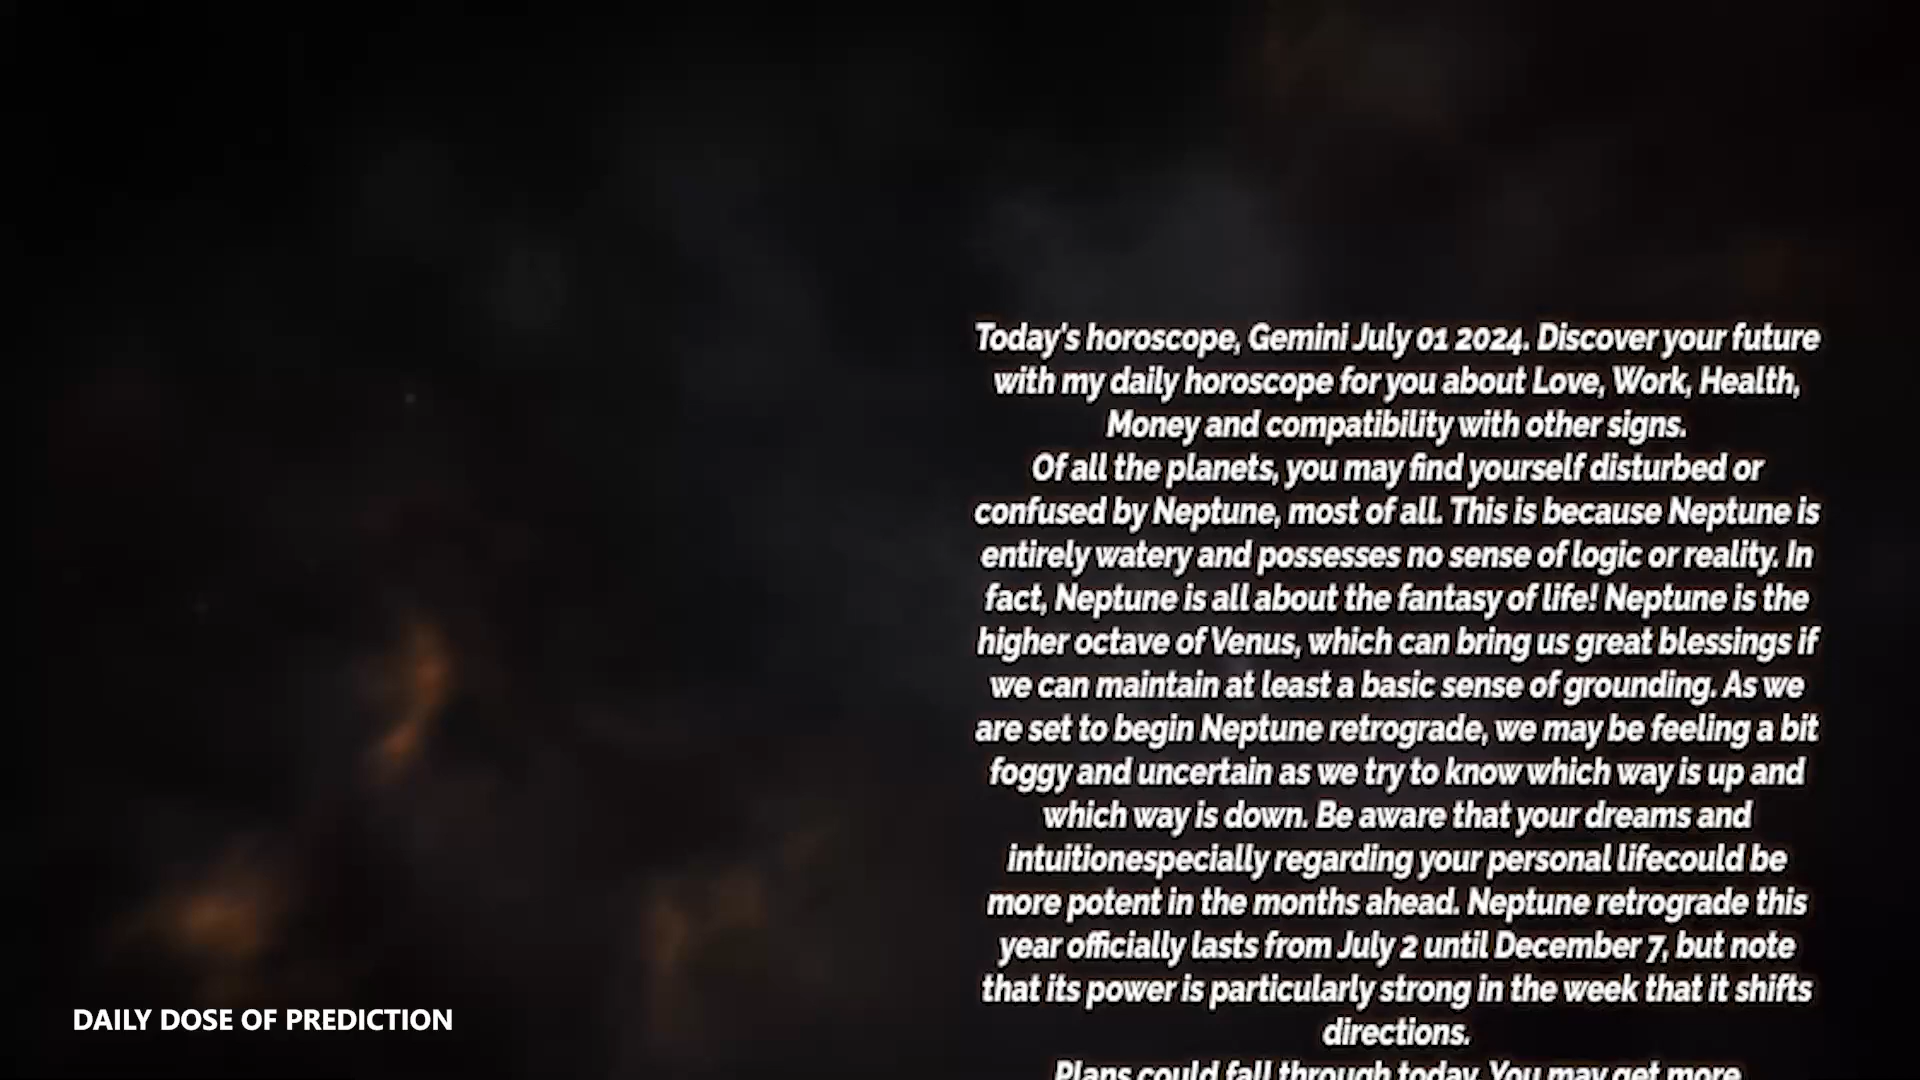 Today's horoscope, Gemini July 01 2024. Discover your future
with my daily horoscope for you about Love, Work, Health,
Money and compatibility with other signs.
Of all the planets, you may find yourself disturbed or
confused by Neptune, most of all. This is because Neptune is
entirely watery and possesses no sense of logic or reality. In
fact, Neptune is all about the fantasy of life! Neptune is the
higher octave of Venus, which can bring us great blessings if
we can maintain at least a basic sense of grounding. As we
are set to begin Neptune retrograde, we may be feeling a bit
foggy and uncertain as we try to know which way is up and
which way is down. Be aware that your dreams and
intuitionespecially regarding your personal lifecould be
more potent in the months ahead. Neptune retrograde this
year officially lasts from July 2 until December 7, but note
that its power is particularly strong in the week that it shifts
directions.
Plans could fall through today. You may get more
DAILY DOSE OF PREDICTION